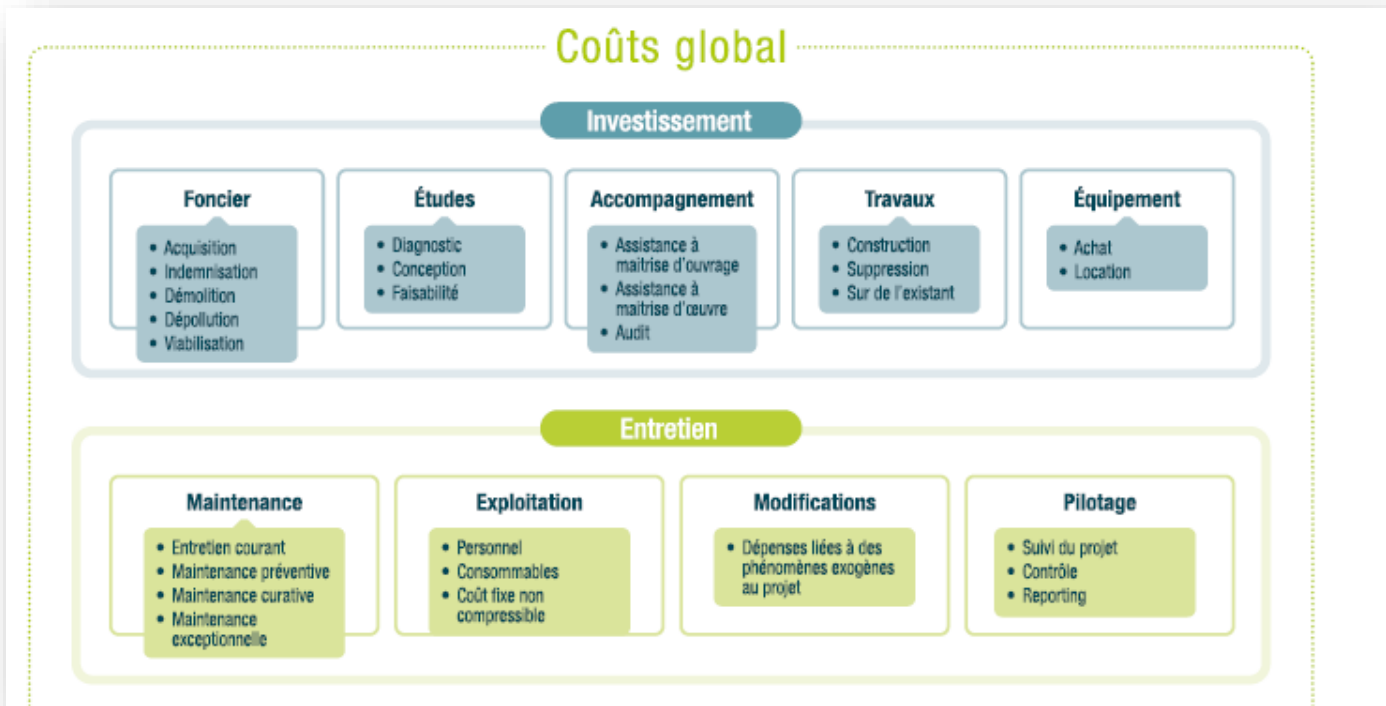 Coûts global
Investissement
Foncier
• Acquisition
• Indemnisation
• Démolition
• Dépollution
• Viabilisation
Études
• Diagnostic
• Conception
• Faisabilité
Accompagnement
• Assistance à
maitrise d'ouvrage
• Assistance à
maitrise d'œuvre
• Audit
Travaux
• Construction
• Suppression
• Sur de l'existant
Équipement
• Achat
• Location
Entretien
Maintenance
• Entretien courant
• Maintenance préventive
• Maintenance curative
• Maintenance
exceptionnelle
Exploitation
• Personnel
• Consommables
• Coût fixe non
compressible
Modifications
• Dépenses liées à des
phénomènes exogènes
au projet
Pilotage
• Suivi du projet
• Contrôle
• Reporting